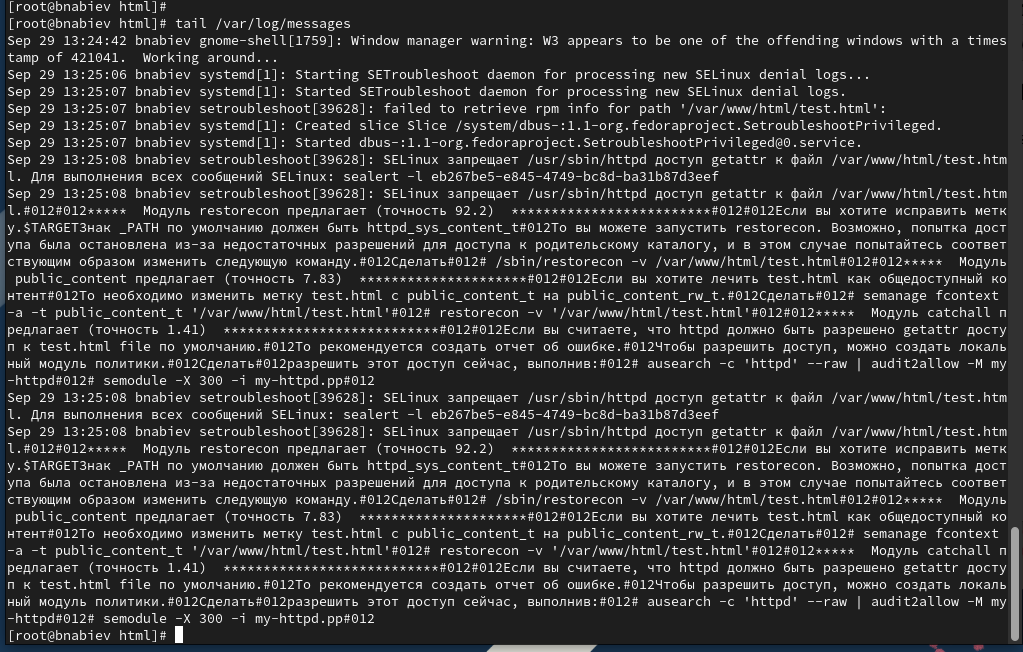 [root@bnabiev html]#
[root@bnabiev html]# tail /var/log/messages
Sep 29 13:24:42 bnabiev gnome-shell[1759]: Window manager warning: W3 appears to be one of the offending windows with a times
tamp of 421041.  Working around...
Sep 29 13:25:06 bnabiev systemd[1]: Starting SETroubleshoot daemon for processing new SELinux denial logs...
Sep 29 13:25:07 bnabiev systemd[1]: Started SETroubleshoot daemon for processing new SELinux denial logs.
Sep 29 13:25:07 bnabiev setroubleshoot[39628]: failed to retrieve rpm info for path '/var/www/html/test.html':
Sep 29 13:25:07 bnabiev systemd[1]: Created slice Slice /system/dbus-:1.1-org.fedoraproject.SetroubleshootPrivileged.
Sep 29 13:25:07 bnabiev systemd[1]: Started dbus-:1.1-org.fedoraproject.SetroubleshootPrivileged@0.service.
Sep 29 13:25:08 bnabiev setroubleshoot[39628]: SELinux запрещает /usr/sbin/httpd доступ getattr к файл /var/www/html/test.htm
l. Для выполнения всех сообщений SELinux: sealert -l eb267be5-e845-4749-bc8d-ba31b87d3eef
Sep 29 13:25:08 bnabiev setroubleshoot[39628]: SELinux запрещает /usr/sbin/httpd доступ getattr к файл /var/www/html/test.htm
l.#012#012*****  Модуль restorecon предлагает (точность 92.2)  *************************#012#012Если вы хотите исправить метк
у.$TARGETЗнак _PATH по умолчанию должен быть httpd_sys_content_t#012То вы можете запустить restorecon. Возможно, попытка дост
упа была остановлена из-за недостаточных разрешений для доступа к родительскому каталогу, и в этом случае попытайтесь соответ
ствующим образом изменить следующую команду.#012Сделать#012# /sbin/restorecon -v /var/www/html/test.html#012#012*****  Модуль
 public_content предлагает (точность 7.83)  *********************#012#012Если вы хотите лечить test.html как общедоступный ко
нтент#012То необходимо изменить метку test.html с public_content_t на public_content_rw_t.#012Сделать#012# semanage fcontext
-a -t public_content_t '/var/www/html/test.html'#012# restorecon -v '/var/www/html/test.html'#012#012*****  Модуль catchall п
редлагает (точность 1.41)  ***************************#012#012Если вы считаете, что httpd должно быть разрешено getattr досту
п к test.html file по умолчанию.#012То рекомендуется создать отчет об ошибке.#012Чтобы разрешить доступ, можно создать локаль
ный модуль политики.#012Сделать#012разрешить этот доступ сейчас, выполнив:#012# ausearch -c 'httpd' --raw | audit2allow -M my
-httpd#012# semodule -X 300 -i my-httpd.pp#012
Sep 29 13:25:08 bnabiev setroubleshoot[39628]: SELinux запрещает /usr/sbin/httpd доступ getattr к файл /var/www/html/test.htm
l. Для выполнения всех сообщений SELinux: sealert -l eb267be5-e845-4749-bc8d-ba31b87d3eef
Sep 29 13:25:08 bnabiev setroubleshoot[39628]: SELinux запрещает /usr/sbin/httpd доступ getattr к файл /var/www/html/test.htm
l.#012#012*****  Модуль restorecon предлагает (точность 92.2)  *************************#012#012Если вы хотите исправить метк
у.$TARGETЗнак _PATH по умолчанию должен быть httpd_sys_content_t#012То вы можете запустить restorecon. Возможно, попытка дост
упа была остановлена из-за недостаточных разрешений для доступа к родительскому каталогу, и в этом случае попытайтесь соответ
ствующим образом изменить следующую команду.#012Сделать#012# /sbin/restorecon -v /var/www/html/test.html#012#012*****  Модуль
 public_content предлагает (точность 7.83)  *********************#012#012Если вы хотите лечить test.html как общедоступный ко
нтент#012То необходимо изменить метку test.html с public_content_t на public_content_rw_t.#012Сделать#012# semanage fcontext
-a -t public_content_t '/var/www/html/test.html'#012# restorecon -v '/var/www/html/test.html'#012#012*****  Модуль catchall п
редлагает (точность 1.41)  ***************************#012#012Если вы считаете, что httpd должно быть разрешено getattr досту
п к test.html file по умолчанию.#012То рекомендуется создать отчет об ошибке.#012Чтобы разрешить доступ, можно создать локаль
ный модуль политики.#012Сделать#012разрешить этот доступ сейчас, выполнив:#012# ausearch -c 'httpd' --raw | audit2allow -M my
-httpd#012# semodule -X 300 -i my-httpd.pp#012
[root@bnabiev html]#